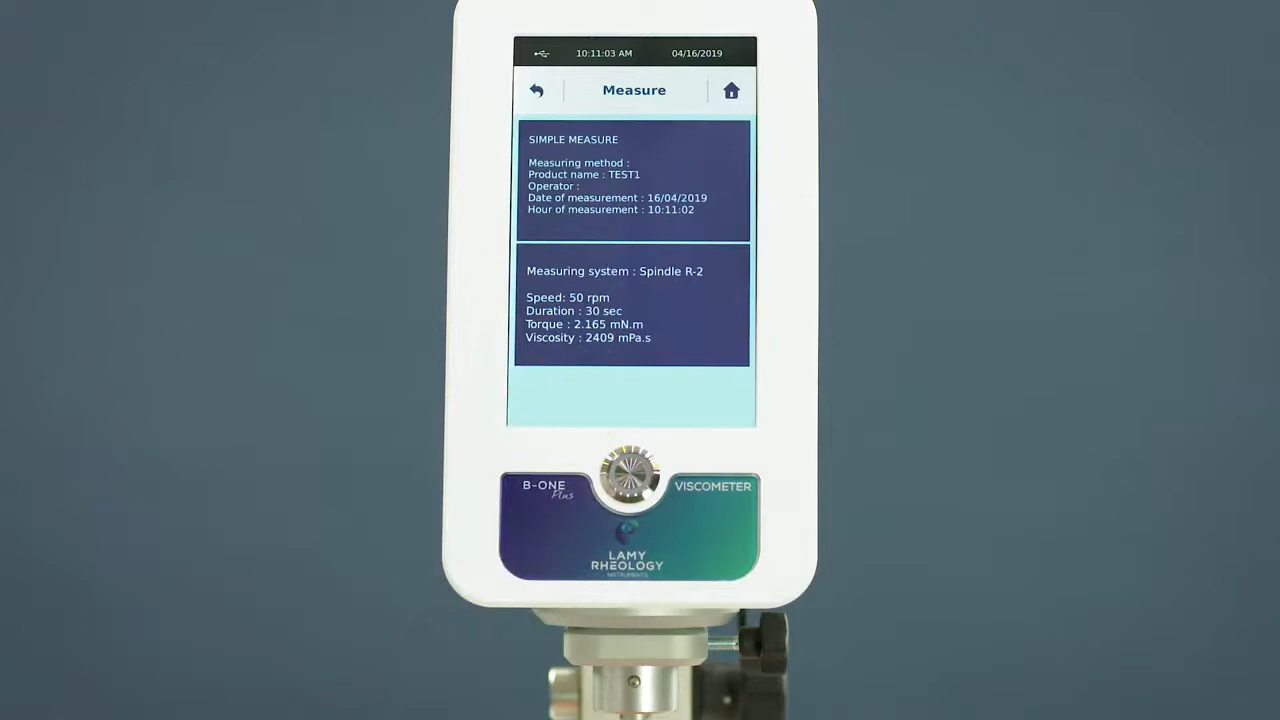 10:11:03 AM 04/16/2019
Measure
SIMPLE MEASURE
Measuring method :
Product name : TEST1
Operator :
Date of measurement : 16/04/2019
Hour of measurement : 10:11:02
Measuring system : Spindle R-2
Speed: 50 rpm
Duration : 30 sec
Torque : 2.165 mN.m
Viscosity : 2409 mPa.s
B-ONE VISCOMETER
Plus
LAMY
RHEOLOGY
INSTRUMENTS